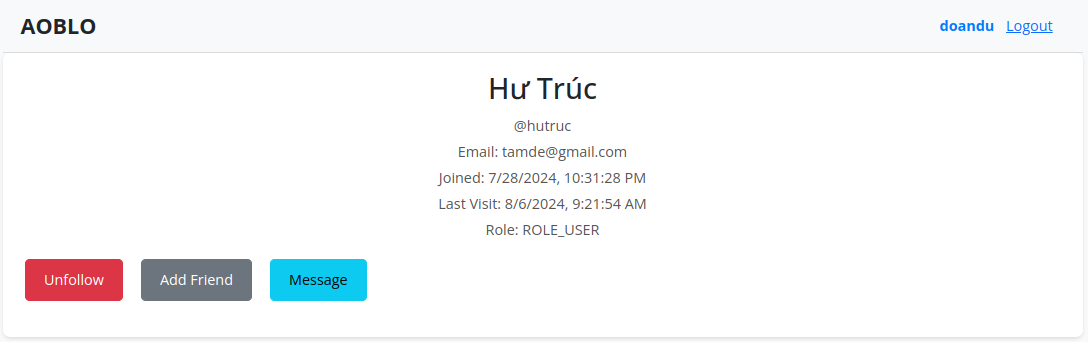 AOBLO
doandu Logout
Hư Trúc
@hutruc
Email: tamde@gmail.com
Joined: 7/28/2024, 10:31:28 PM
Last Visit: 8/6/2024, 9:21:54 AM
Role: ROLE_USER
Unfollow Add Friend Message